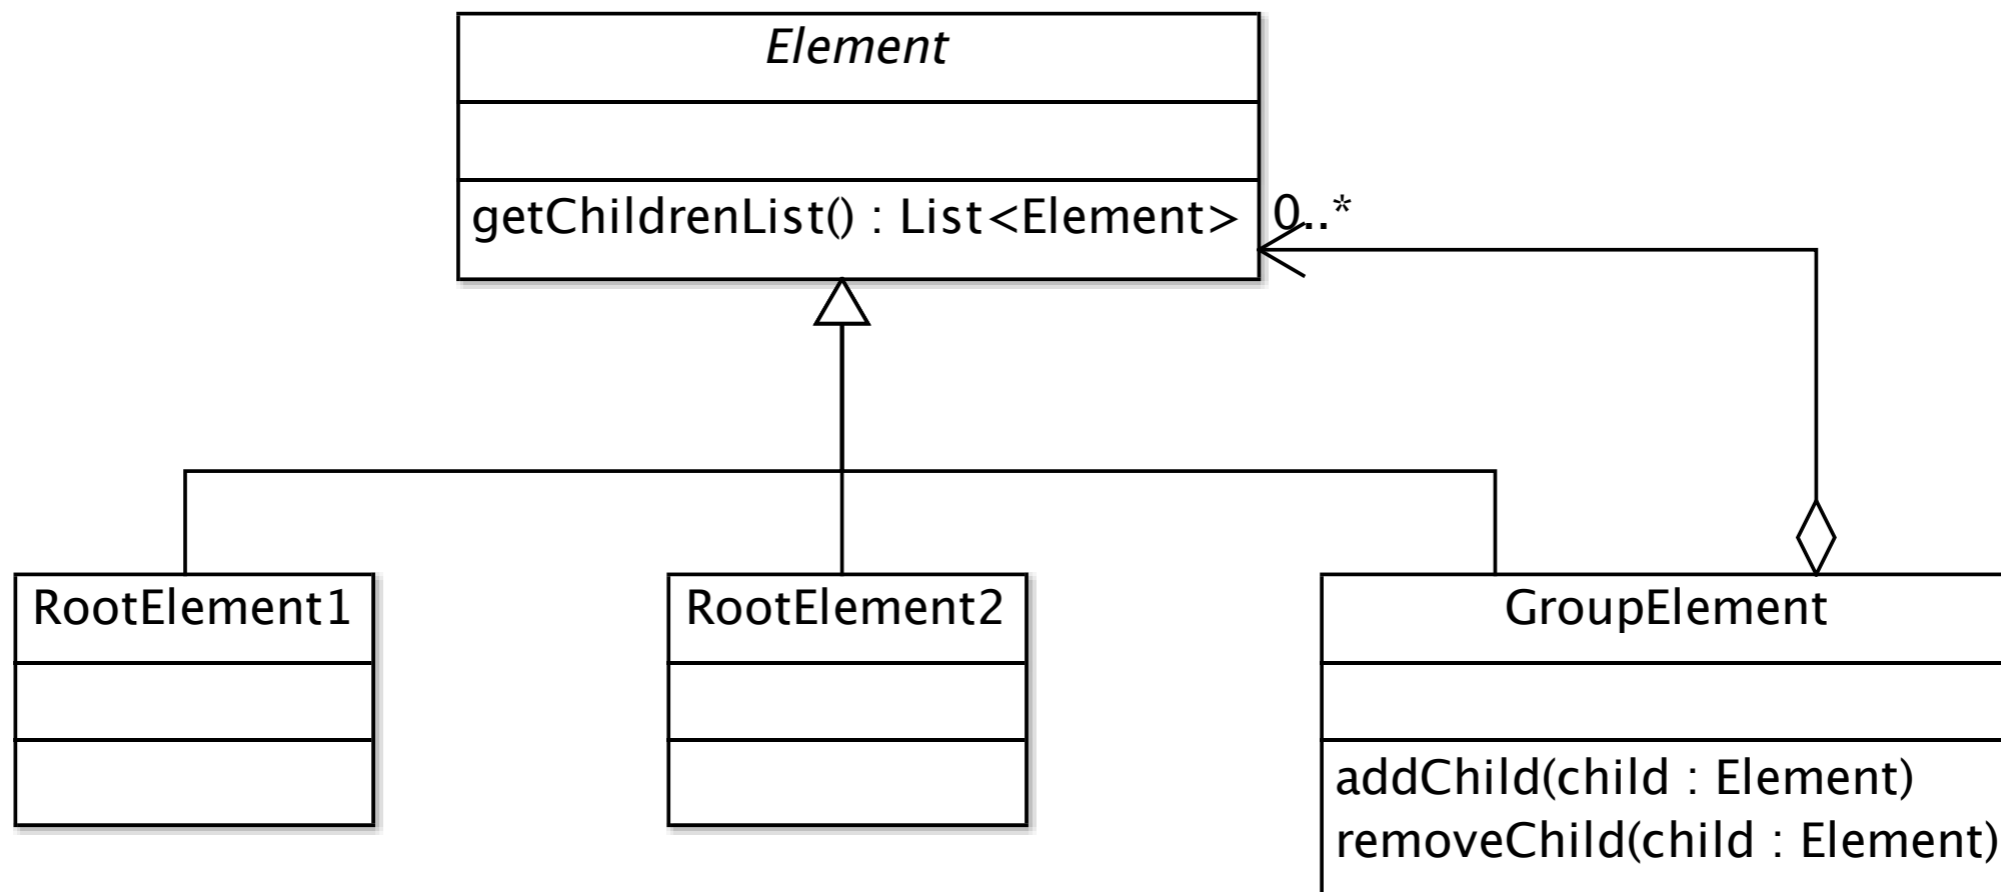 Element
getChildrenList() : List<Element>
0..*
RootElement1
RootElement2
GroupElement
addChild(child : Element)
removeChild(child : Element)